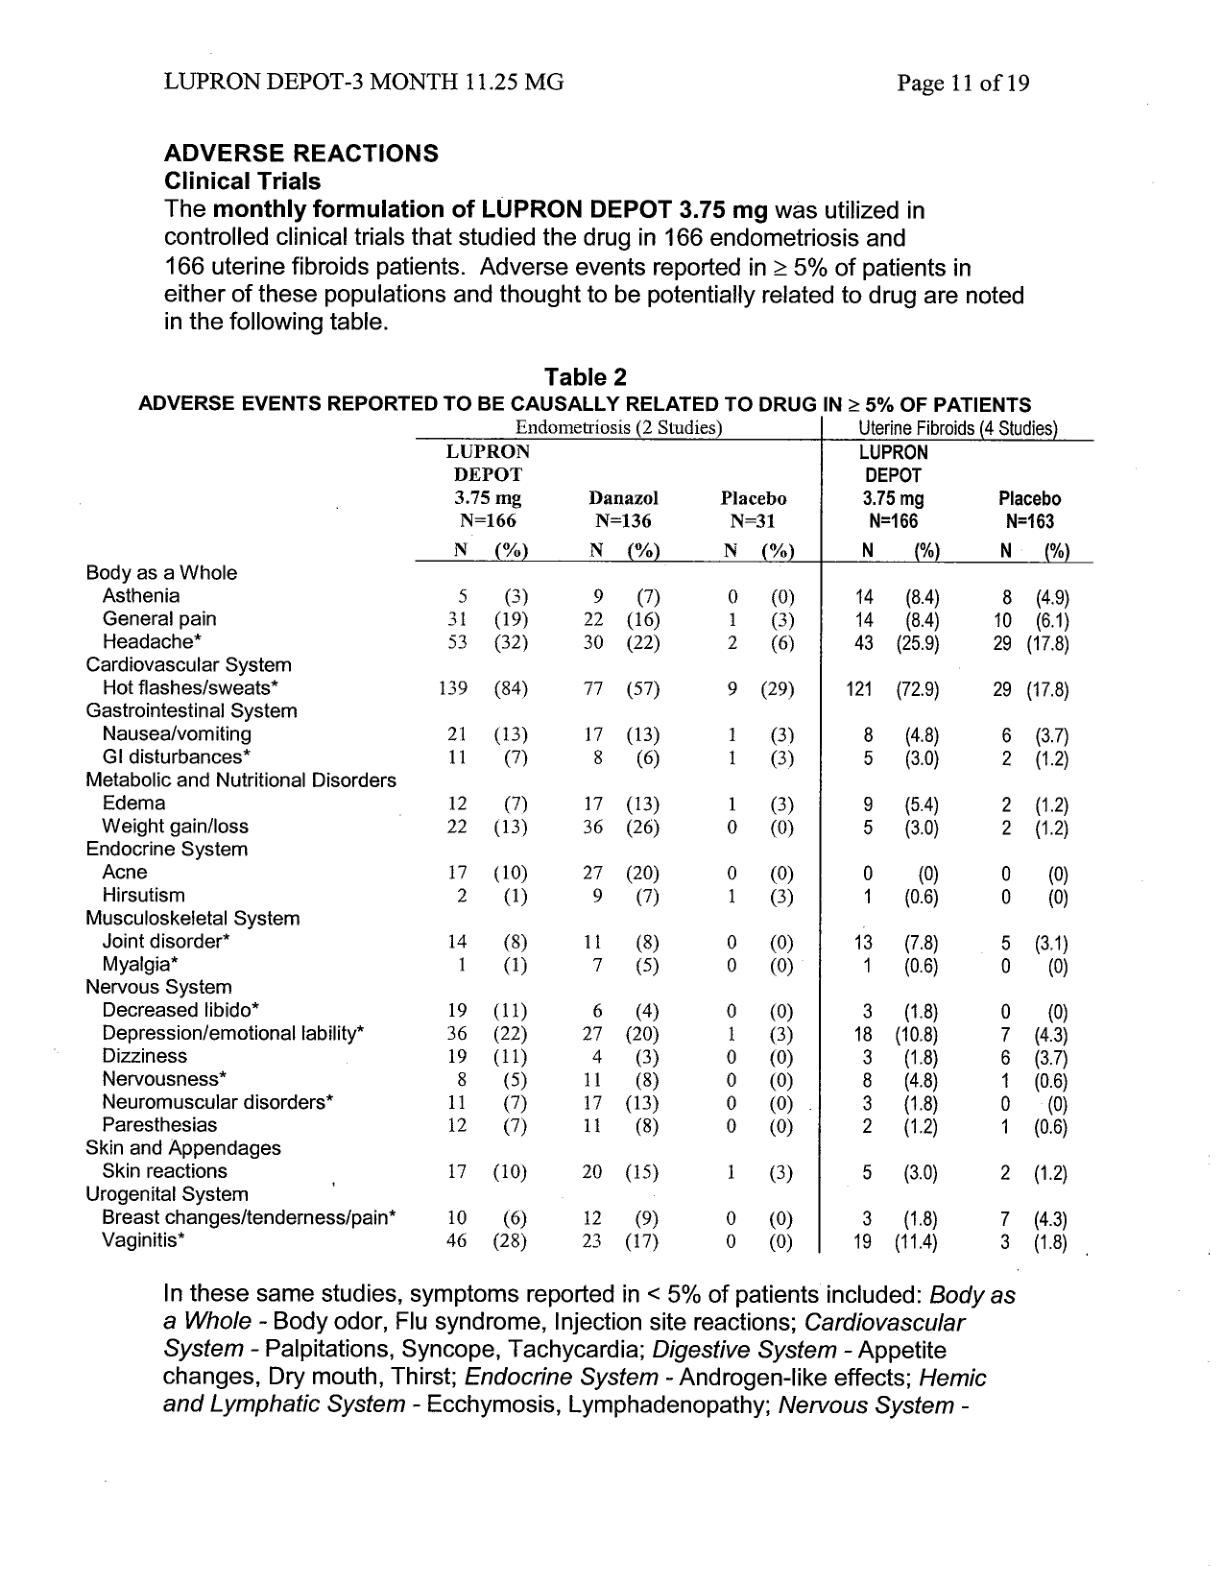 LUPRON DEPOT-3 MONTH 11.25 MG Page 11 of 19
ADVERSE REACTIONS
Clinical Trials
The monthly formulation of LUPRON DEPOT 3.75 mg was utilized in
controlled clinical trials that studied the drug in 166 endometriosis and
166 uterine fibroids patients. Adverse events reported in ≥ 5% of patients in
either of these populations and thought to be potentially related to drug are noted
in the following table.
Table 2
ADVERSE EVENTS REPORTED TO BE CAUSALLY RELATED TO DRUG IN ≥ 5% OF PATIENTS
Endometriosis (2 Studies) Uterine Fibroids (4 Studies)
LUPRON LUPRON
DEPOT DEPOT
3.75 mg Danazol Placebo 3.75 mg Placebo
N=166 N=136 N=31 N=166 N=163
N (%) N (%) N (%) N (%) N (%)
Body as a Whole
Asthenia 5 (3) 9 (7) 0 (0) 14 (8.4) 8 (4.9)
General pain 31 (19) 22 (16) 1 (3) 14 (8.4) 10 (6.1)
Headache* 53 (32) 30 (22) 2 (6) 43 (25.9) 29 (17.8)
Cardiovascular System
Hot flashes/sweats* 139 (84) 77 (57) 9 (29) 121 (72.9) 29 (17.8)
Gastrointestinal System
Nausea/vomiting 21 (13) 17 (13) 1 (3) 8 (4.8) 6 (3.7)
GI disturbances* 11 (7) 8 (6) 1 (3) 5 (3.0) 2 (1.2)
Metabolic and Nutritional Disorders
Edema 12 (7) 17 (13) 1 (3) 9 (5.4) 2 (1.2)
Weight gain/loss 22 (13) 36 (26) 0 (0) 5 (3.0) 2 (1.2)
Endocrine System
Acne 17 (10) 27 (20) 0 (0) 0 (0) 0 (0)
Hirsutism 2 (1) 9 (7) 1 (3) 1 (0.6) 0 (0)
Musculoskeletal System
Joint disorder* 14 (8) 11 (8) 0 (0) 13 (7.8) 5 (3.1)
Myalgia* 1 (1) 7 (5) 0 (0) 1 (0.6) 0 (0)
Nervous System
Decreased libido* 19 (11) 6 (4) 0 (0) 3 (1.8) 0 (0)
Depression/emotional lability* 36 (22) 27 (20) 1 (3) 18 (10.8) 7 (4.3)
Dizziness 19 (11) 4 (3) 0 (0) 3 (1.8) 6 (3.7)
Nervousness* 8 (5) 11 (8) 0 (0) 8 (4.8) 1 (0.6)
Neuromuscular disorders* 11 (7) 17 (13) 0 (0) 3 (1.8) 0 (0)
Paresthesias 12 (7) 11 (8) 0 (0) 2 (1.2) 1 (0.6)
Skin and Appendages
Skin reactions 17 (10) 20 (15) 1 (3) 5 (3.0) 2 (1.2)
Urogenital System
Breast changes/tenderness/pain* 10 (6) 12 (9) 0 (0) 3 (1.8) 7 (4.3)
Vaginitis* 46 (28) 23 (17) 0 (0) 19 (11.4) 3 (1.8)
In these same studies, symptoms reported in < 5% of patients included: Body as
a Whole - Body odor, Flu syndrome, Injection site reactions; Cardiovascular
System - Palpitations, Syncope, Tachycardia; Digestive System - Appetite
changes, Dry mouth, Thirst; Endocrine System - Androgen-like effects; Hemic
and Lymphatic System - Ecchymosis, Lymphadenopathy; Nervous System -